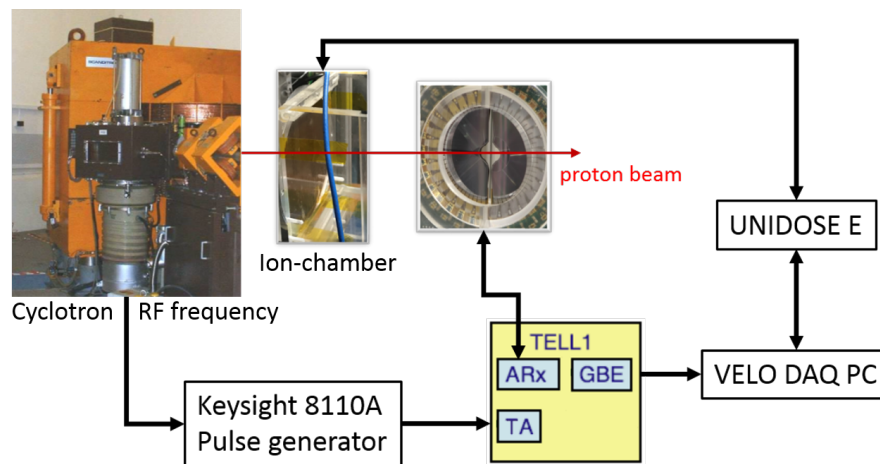 proton beam
Ion-chamber
UNIDOSE E
Cyclotron RF frequency
TELL1
ARx GBE
TA
VELO DAQ PC
Keysight 8110A
Pulse generator